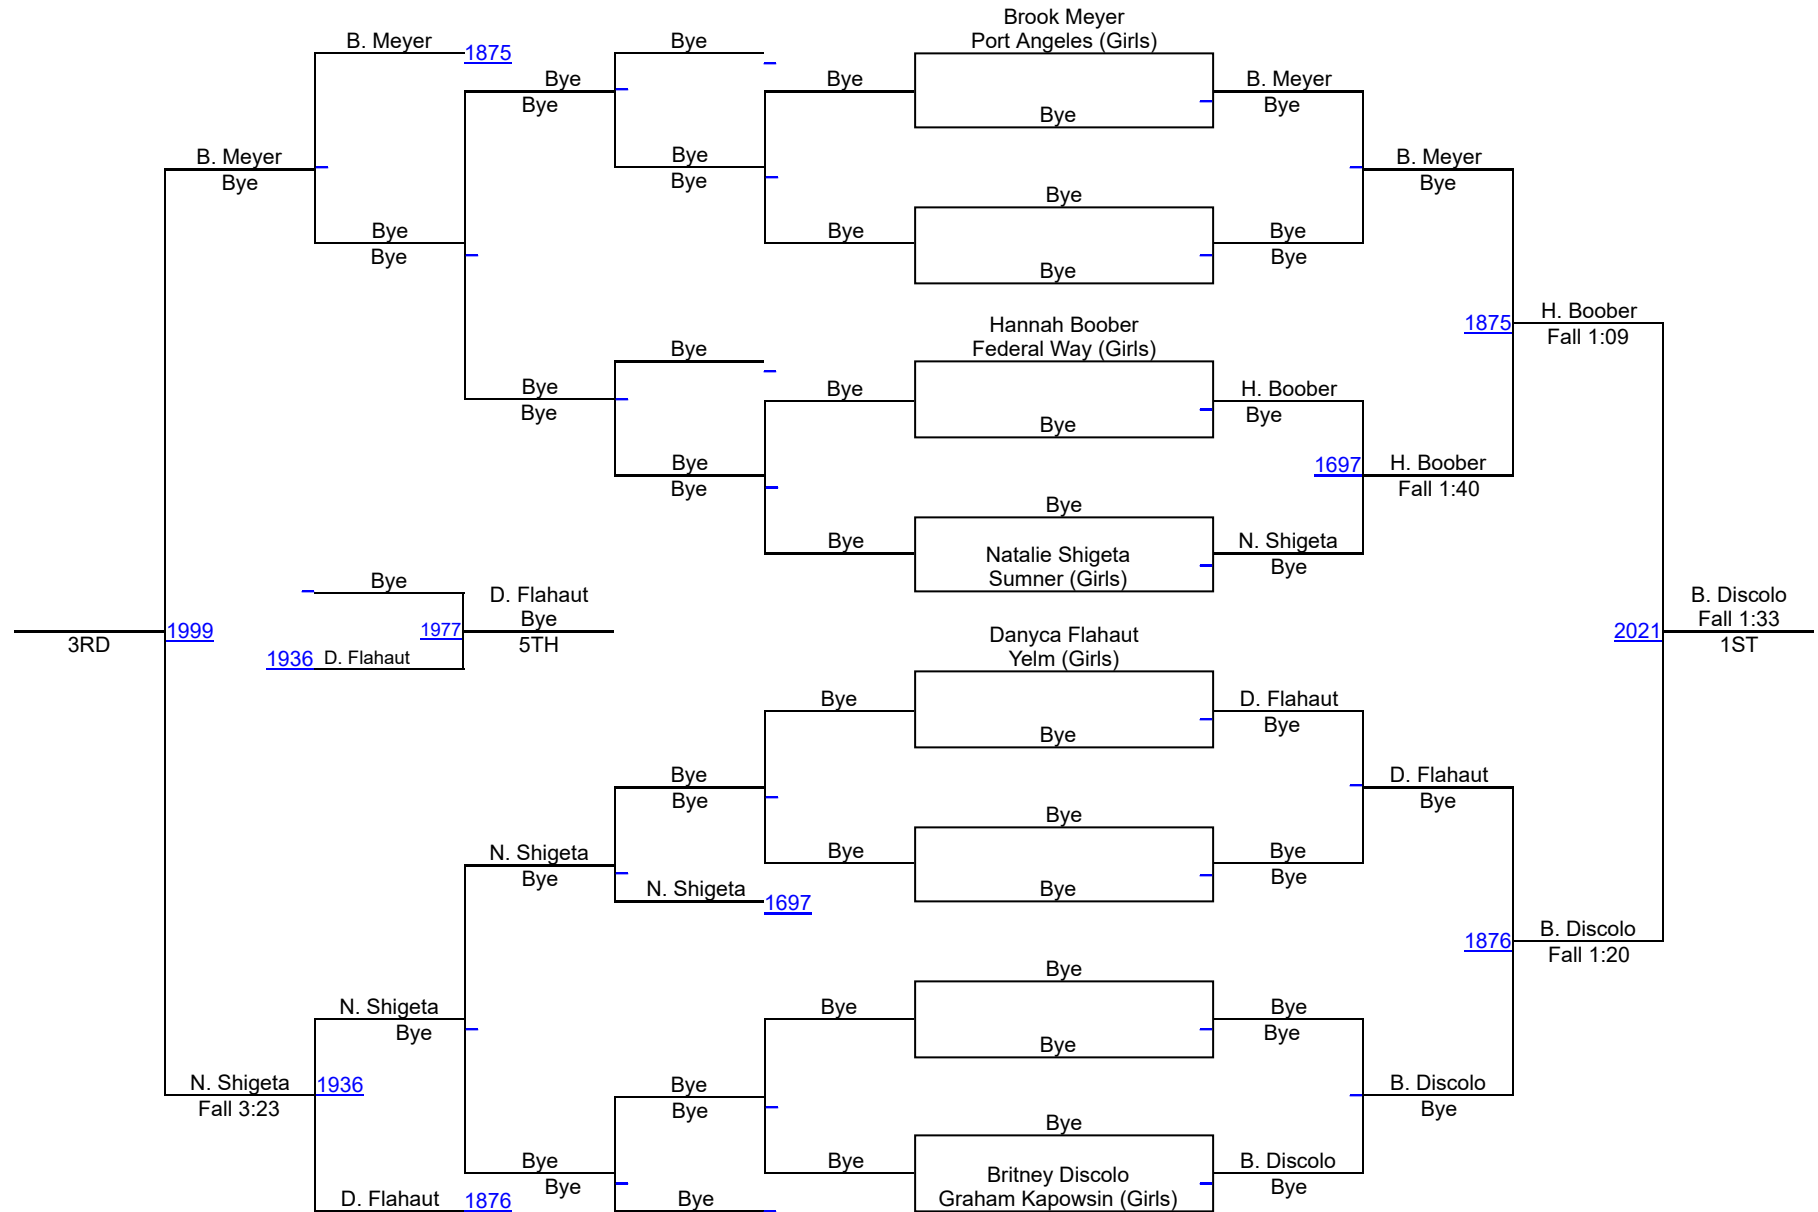 Brook Meyer
B. Meyer
Bye
Port Angeles (Girls)
1875
Bye
Bye
B. Meyer
Bye
Bye
Bye
Bye
B. Meyer
Bye
B. Meyer
Bye
Bye
Bye
Bye
Bye
Bye
Bye
Bye
Bye
Bye
Bye
H. Boober
1875
Fall 1:09
Hannah Boober
Bye
Federal Way (Girls)
Bye
Bye
H. Boober
Bye
Bye
Bye
Bye
1697
H. Boober
Bye
Fall 1:40
Bye
Bye
N. Shigeta
Natalie Shigeta
Bye
Sumner (Girls)
Bye
D. Flahaut
B. Discolo
Bye
Fall 1:33
1999
1977
2021
3RD
5TH
1ST
1936
D. Flahaut
Danyca Flahaut
Yelm (Girls)
Bye
D. Flahaut
Bye
Bye
Bye
D. Flahaut
Bye
Bye
Bye
N. Shigeta
Bye
Bye
Bye
Bye
Bye
N. Shigeta
1697
B. Discolo
1876
Fall 1:20
Bye
N. Shigeta
Bye
Bye
Bye
Bye
Bye
N. Shigeta
1936
Bye
B. Discolo
Fall 3:23
Bye
Bye
Bye
Bye
Bye
B. Discolo
Britney Discolo
Bye
Bye
D. Flahaut
1876
Bye
Graham Kapowsin (Girls)